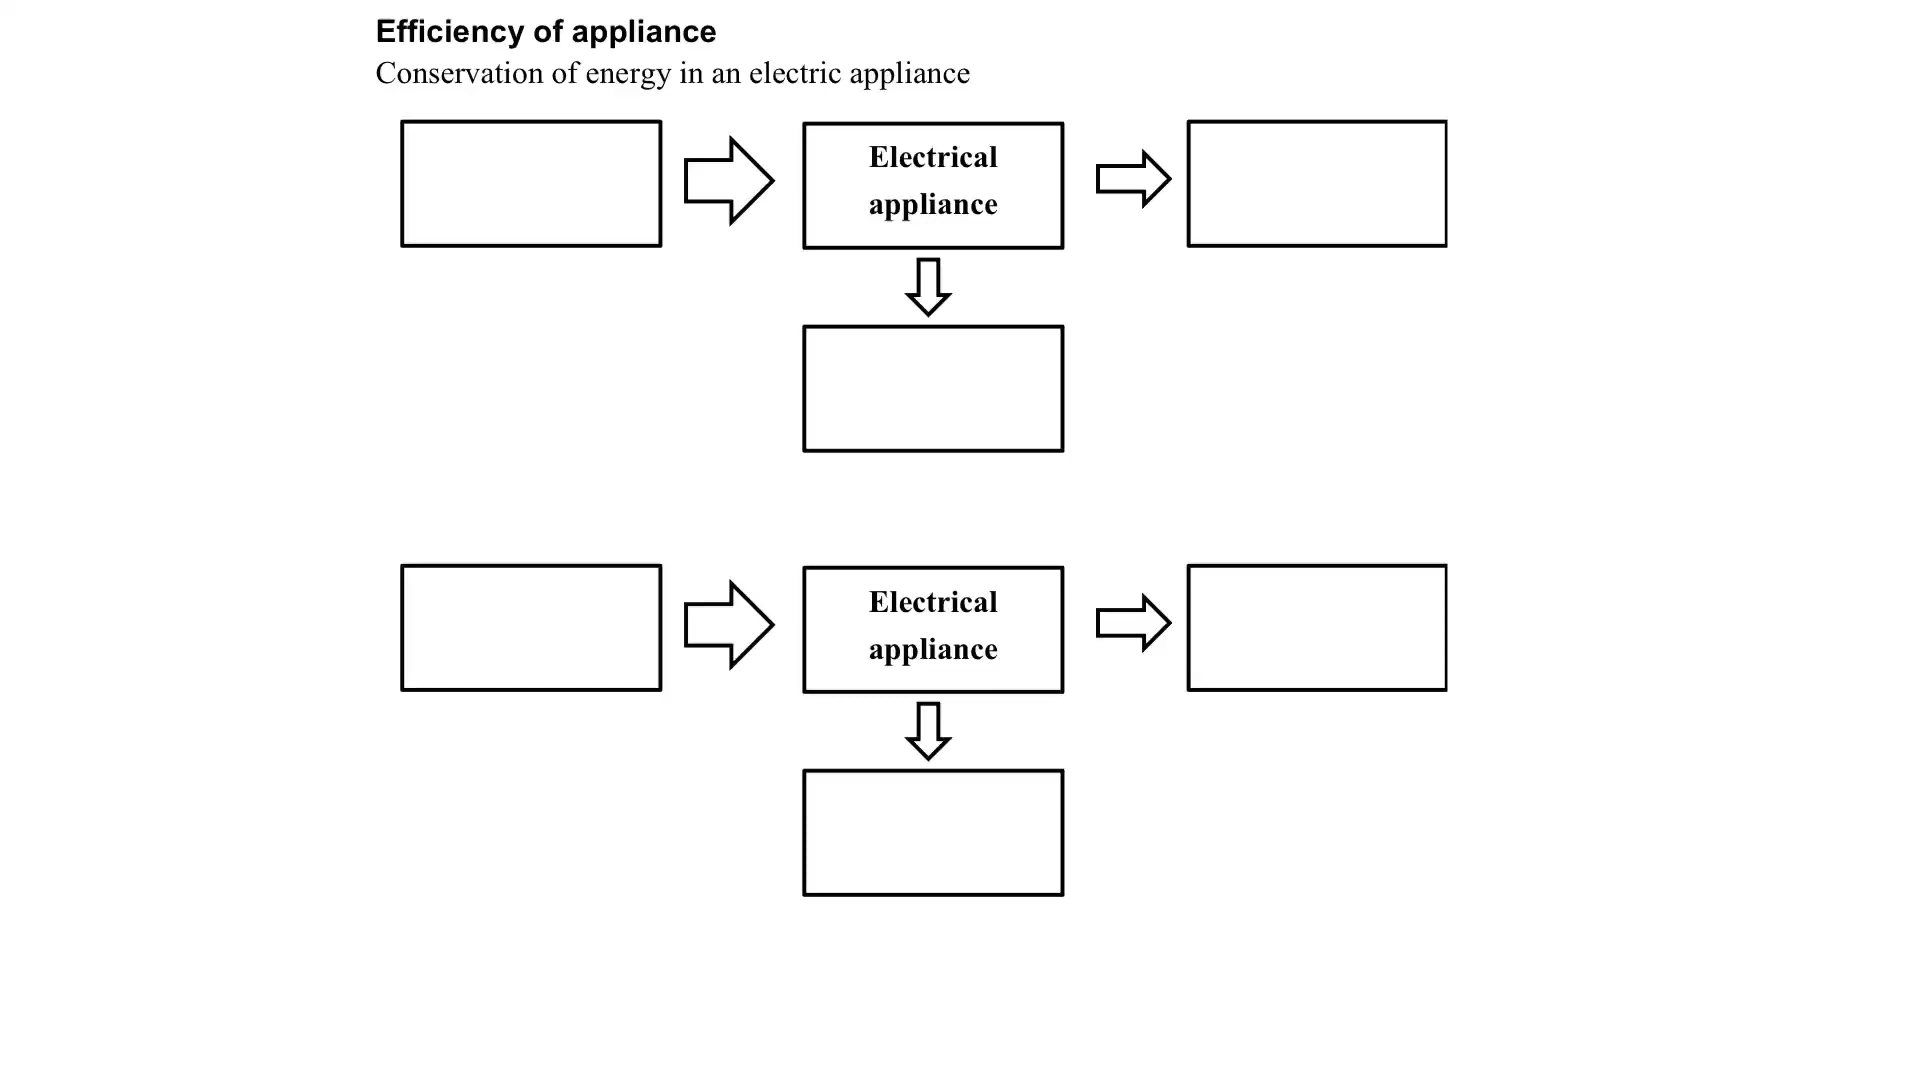 Efficiency of appliance
Conservation of energy in an electric appliance
Electrical
appliance
Electrical
appliance